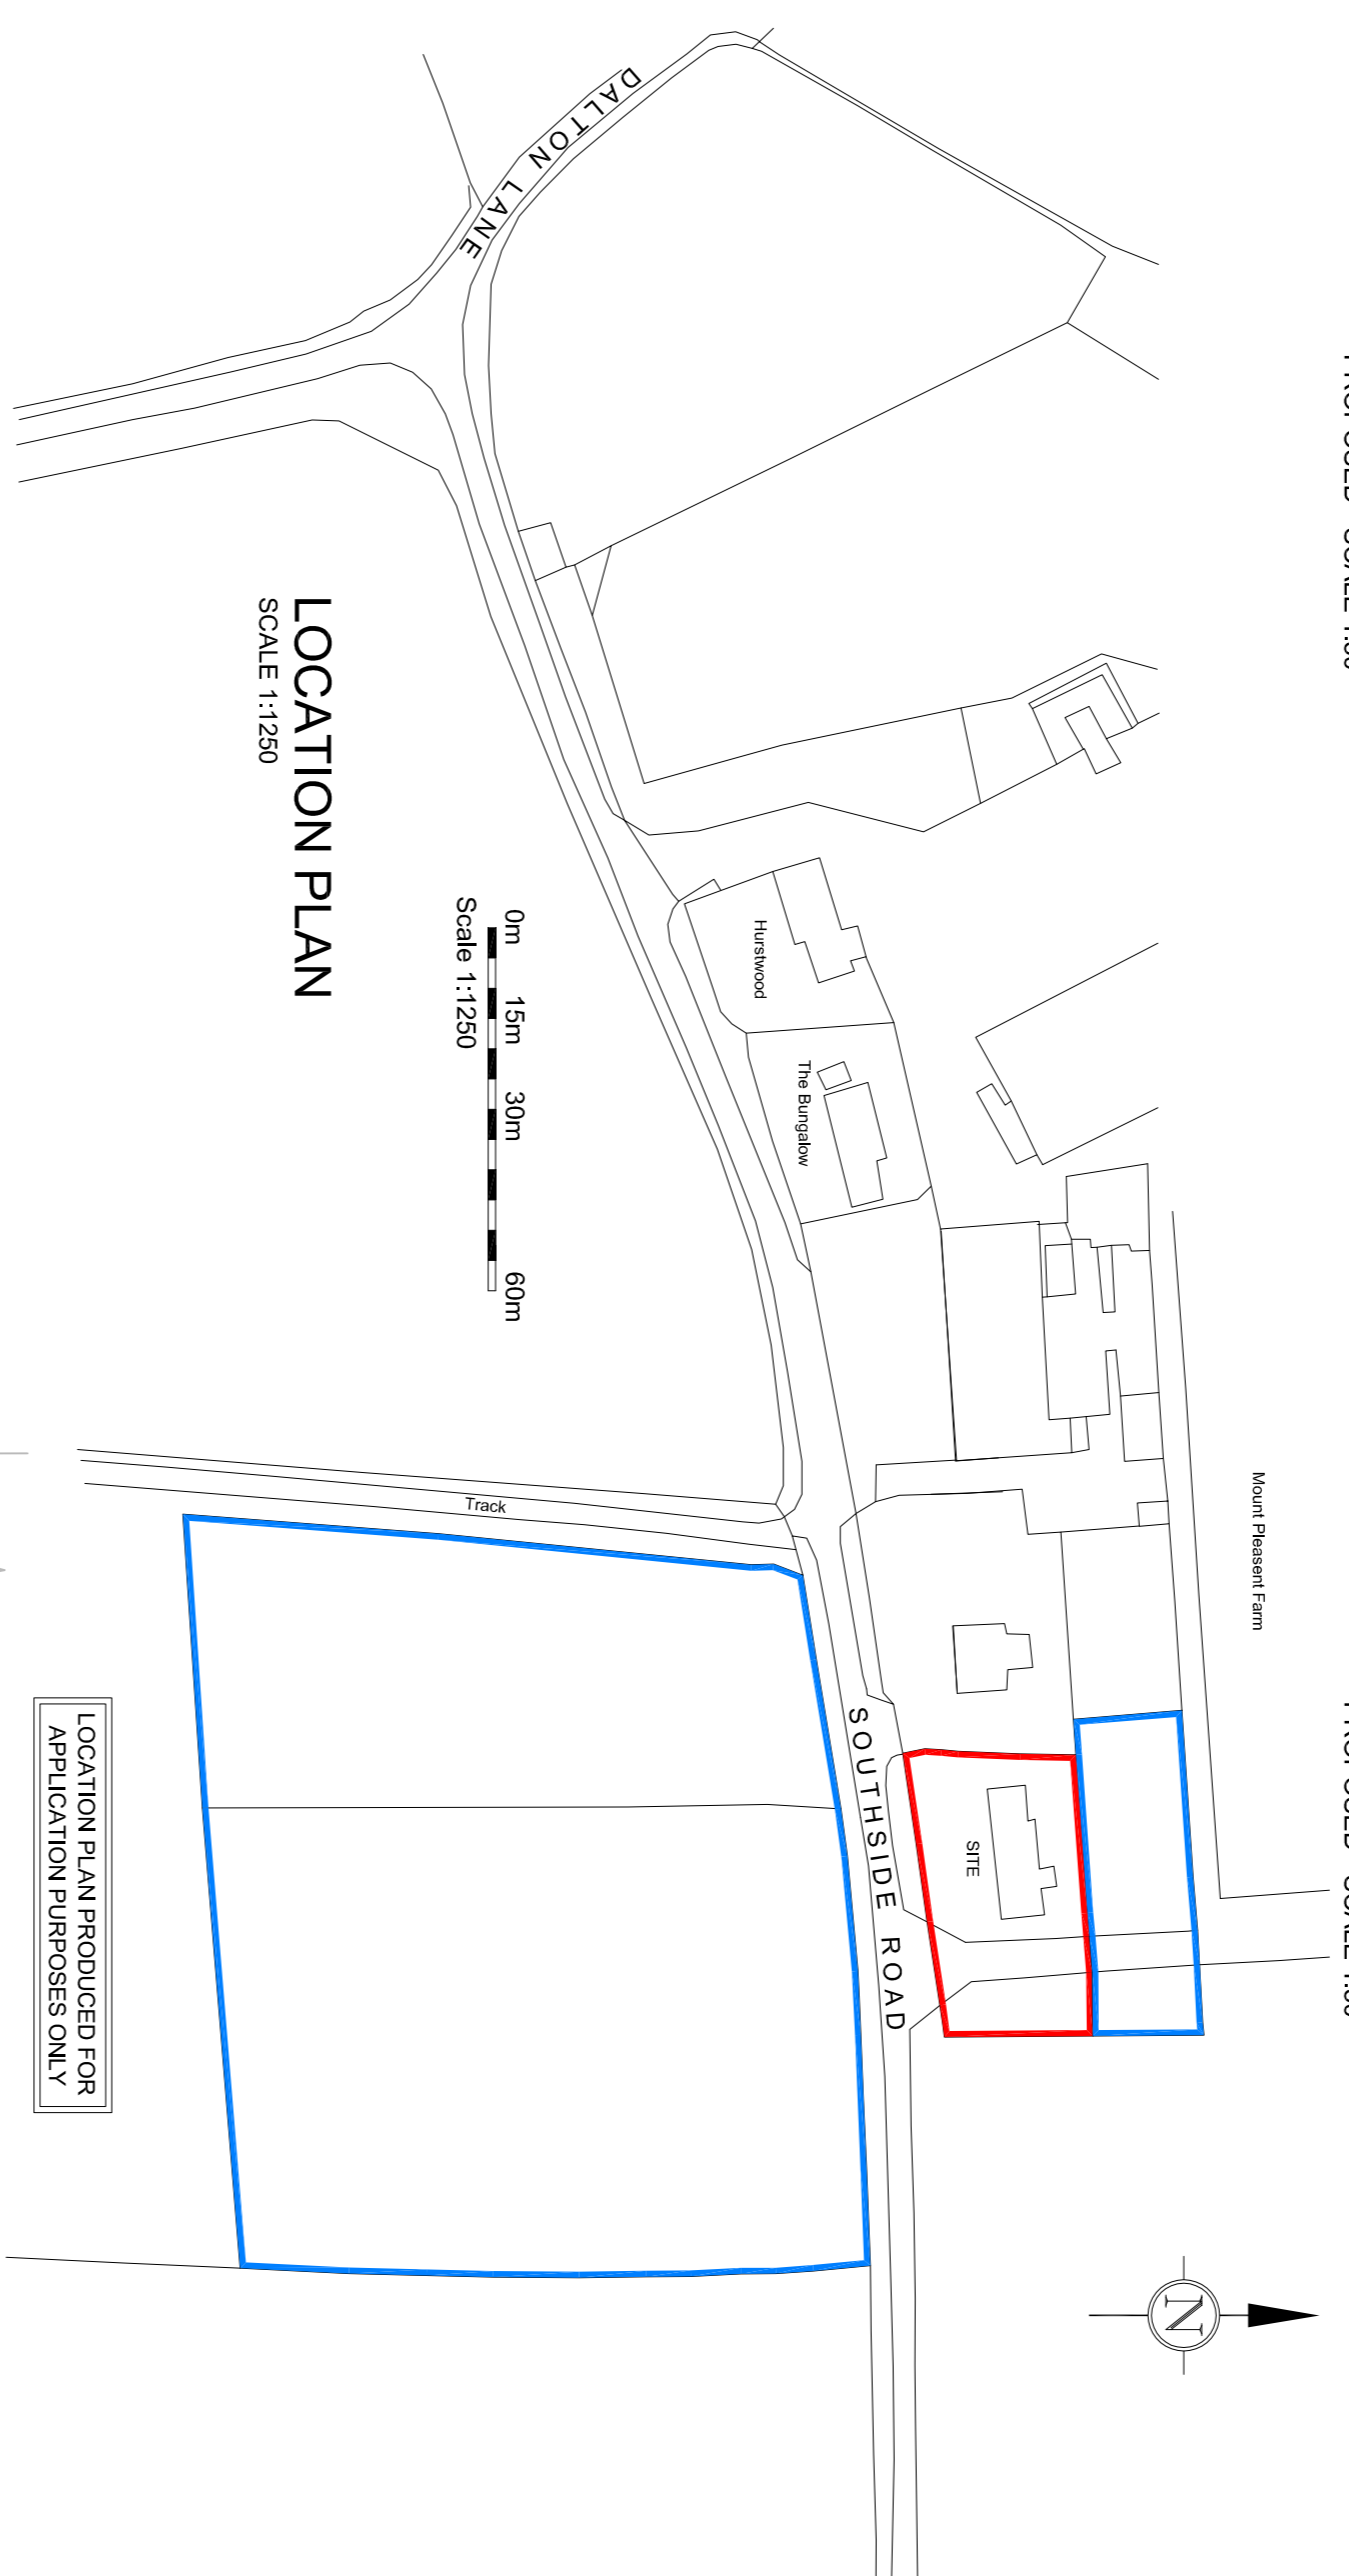 DALTON LANE
Mount Pleasent Farm
Hurstwood
The Bungalow
SITE
SOUTHSIDE ROAD
Track
0m 15m 30m 60m
Scale 1:1250
LOCATION PLAN
SCALE 1:1250
N
LOCATION PLAN PRODUCED FOR
APPLICATION PURPOSES ONLY